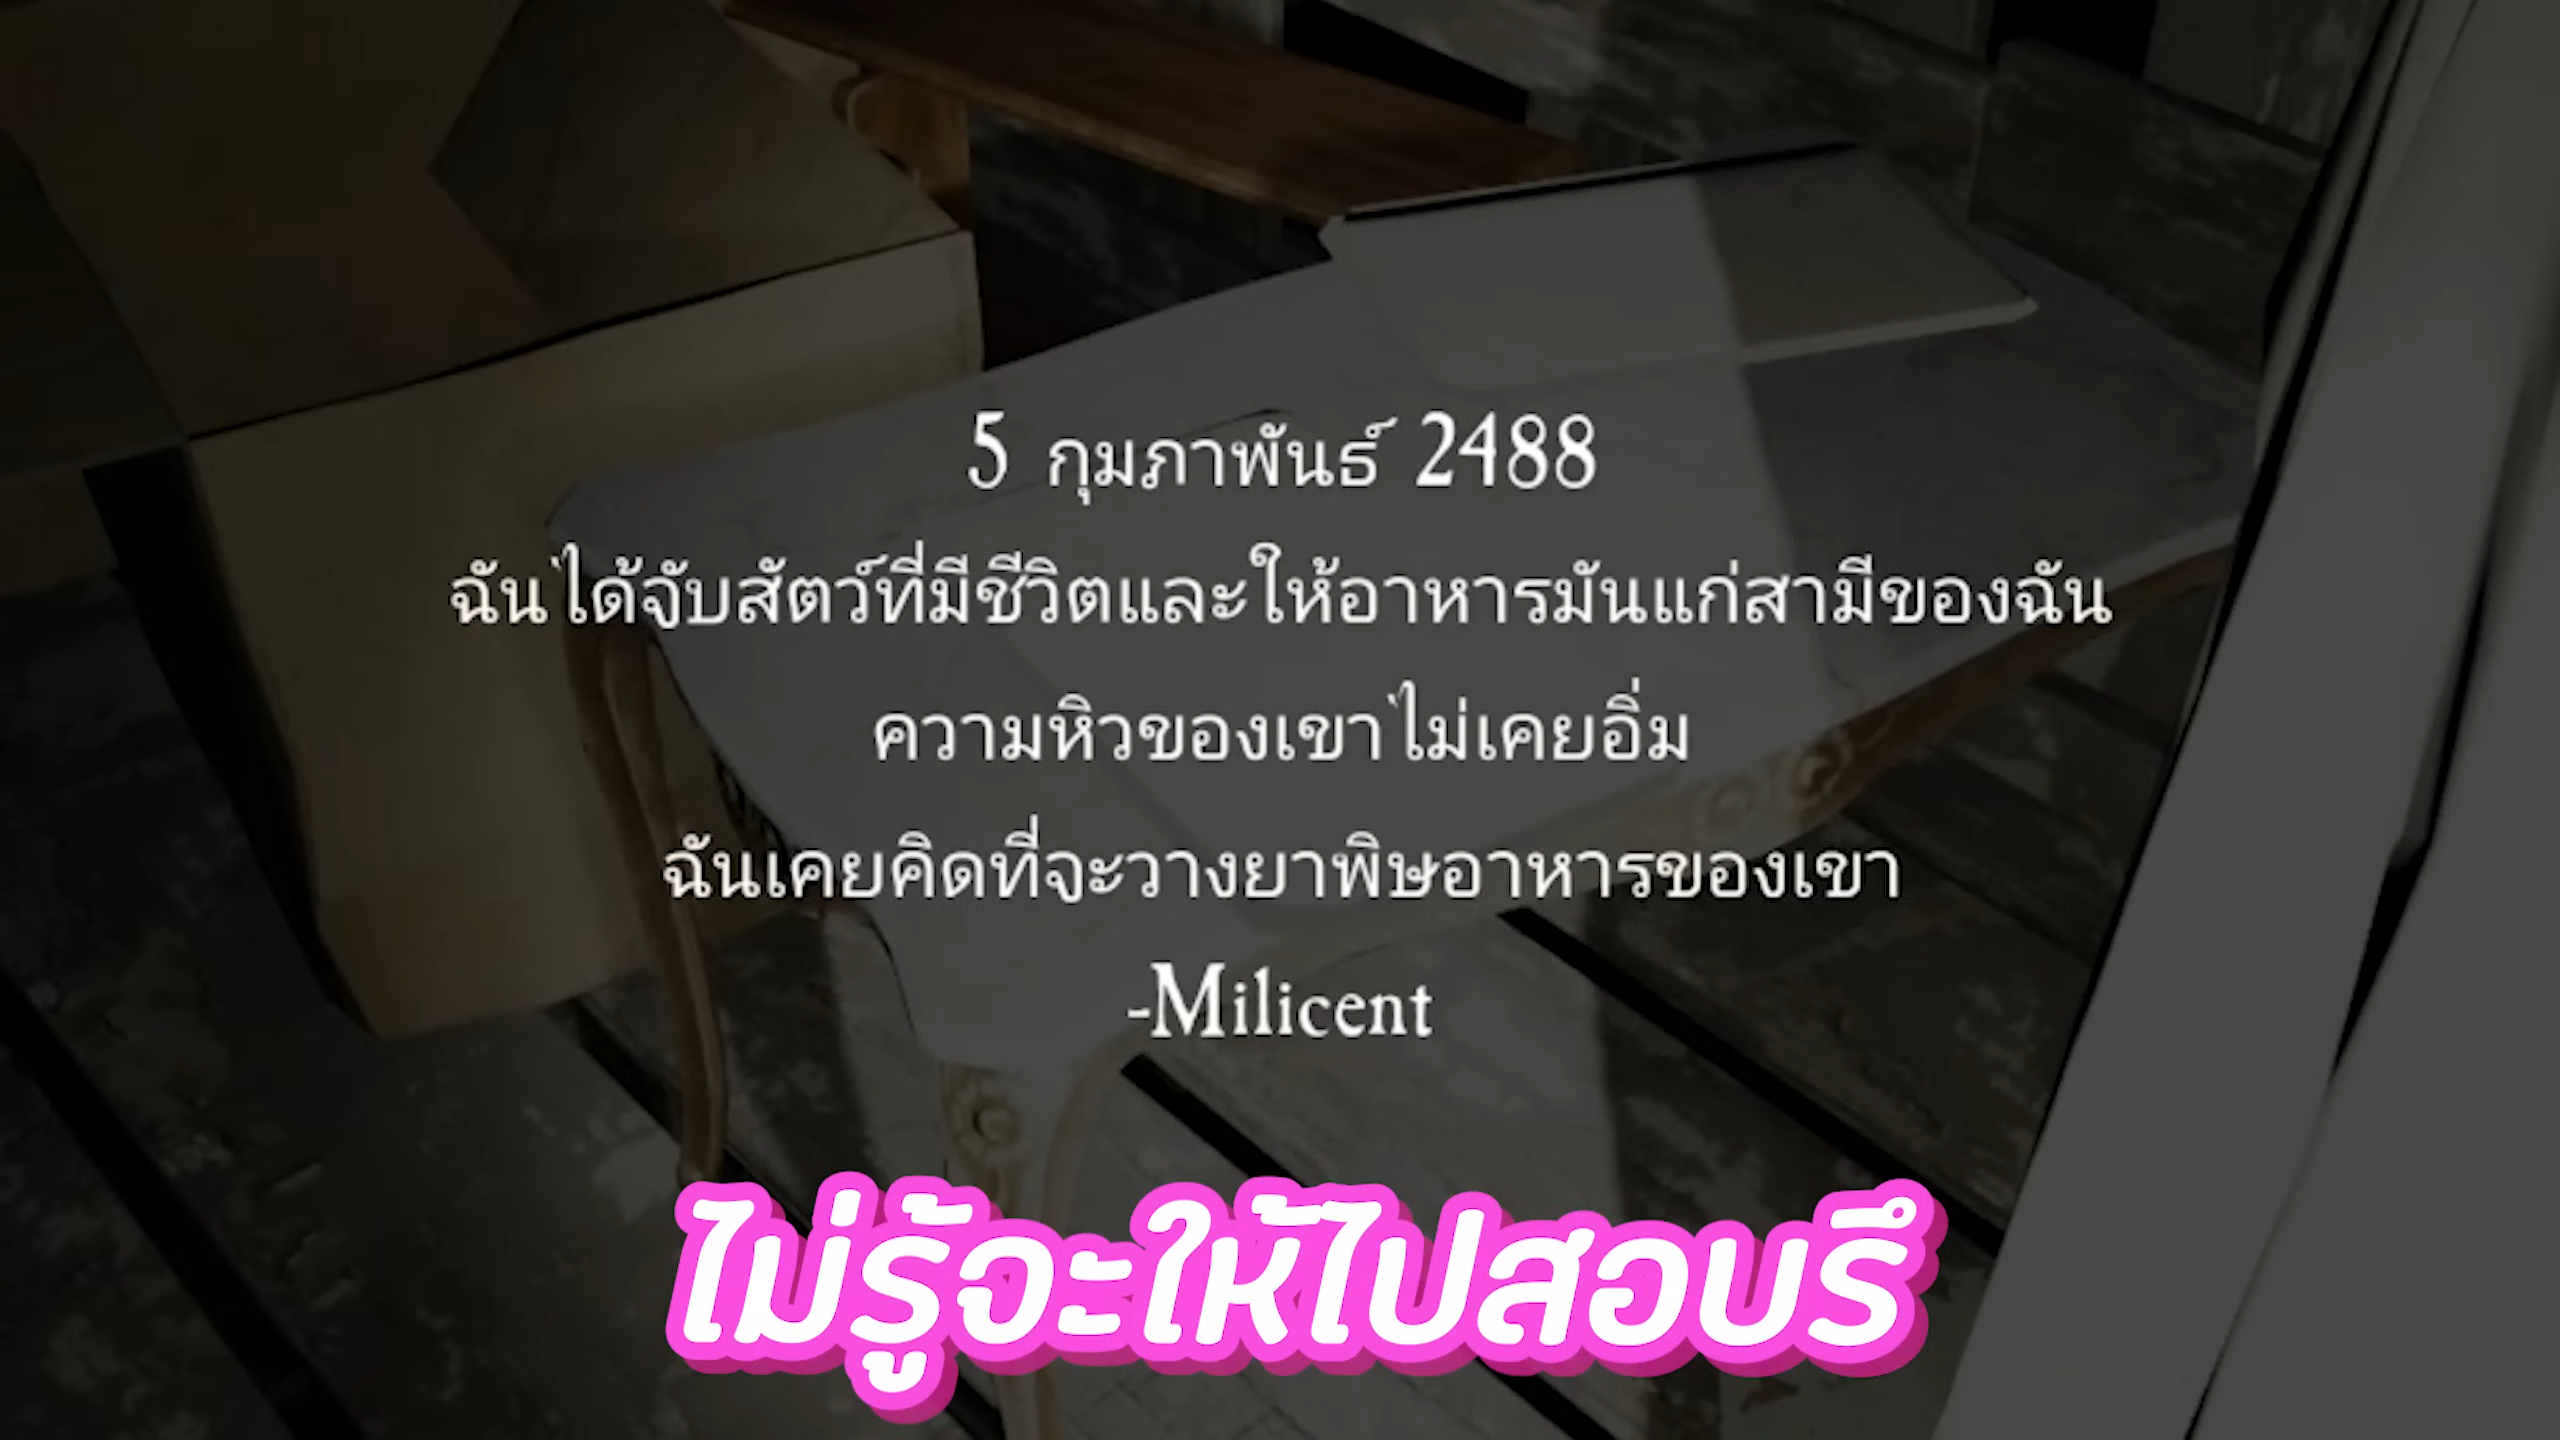 5 กุมภาพันธ์ 2488
ฉันได้จับสัตว์ที่มีชีวิตและให้อาหารมันแก่สามีของฉัน
ความหิวของเขาไม่เคยอิ่ม
ฉันเคยคิดที่จะวางยาพิษอาหารของเขา
-Milicent
ไม่รู้จะให้ไปสอบรึ